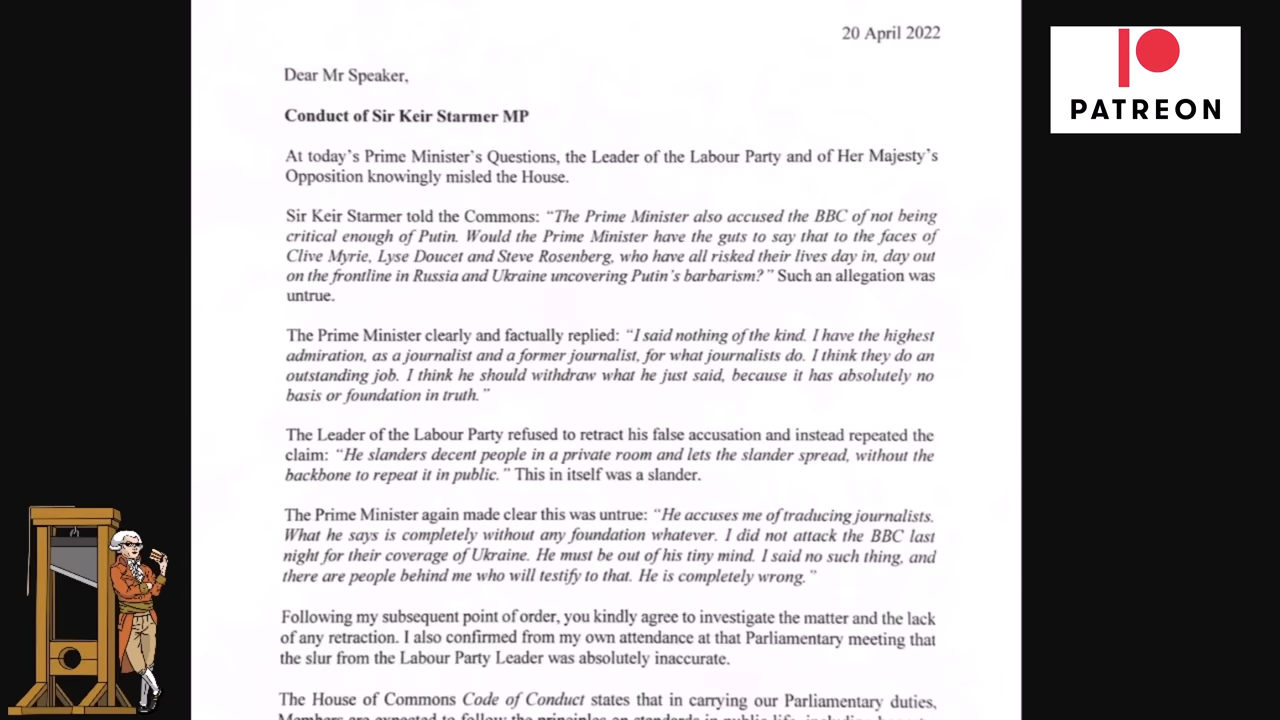 20 April 2022
PATREON
Dear Mr Speaker,
Conduct of Sir Keir Starmer MP
At today's Prime Minister's Questions, the Leader of the Labour Party and of Her Majesty's
Opposition knowingly misled the House.
Sir Keir Starmer told the Commons: "The Prime Minister also accused the BBC of not being
critical enough of Putin. Would the Prime Minister have the guts to say that to the faces of
Clive Myrie, Lyse Doucet and Steve Rosenberg, who have all risked their lives day in, day out
on the frontline in Russia and Ukraine uncovering Putin's barbarism?" Such an allegation was
untrue.
The Prime Minister clearly and factually replied: "I said nothing of the kind. I have the highest
admiration, as a journalist and a former journalist, for what journalists do. I think they do an
outstanding job. I think he should withdraw what he just said, because it has absolutely no
basis or foundation in truth."
The Leader of the Labour Party refused to retract his false accusation and instead repeated the
claim: "He slanders decent people in a private room and lets the slander spread, without the
backbone to repeat it in public." This in itself was a slander.
The Prime Minister again made clear this was untrue: "He accuses me of traducing journalists.
What he says is completely without any foundation whatever. I did not attack the BBC last
night for their coverage of Ukraine. He must be out of his tiny mind. I said no such thing, and
there are people behind me who will testify to that. He is completely wrong."
Following my subsequent point of order, you kindly agree to investigate the matter and the lack
of any retraction. I also confirmed from my own attendance at that Parliamentary meeting that
the slur from the Labour Party Leader was absolutely inaccurate.
The House of Commons Code of Conduct states that in carrying our Parliamentary duties,
Members are expected to follow the principles on standards in public life, including